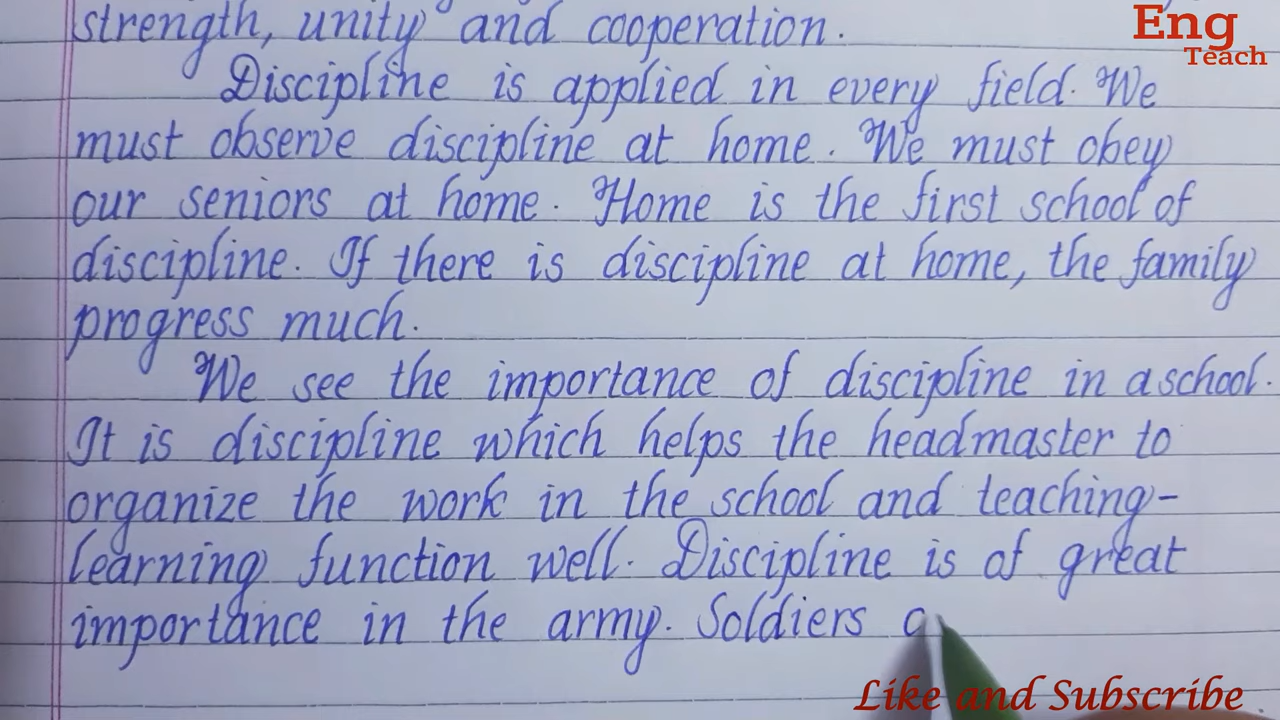 Eng
Teach
strength, unity and cooperation.
Discipline is applied in every field. We
must observe discipline at home. We must obey
our seniors at home. Home is the first school of
discipline. If there is discipline at home, the family
progress much.
We see the importance of discipline in a school.
It is discipline which helps the headmaster to
organize the work in the school and teaching-
learning function well. Discipline is of great
importance in the army. Soldiers
Like and Subscribe